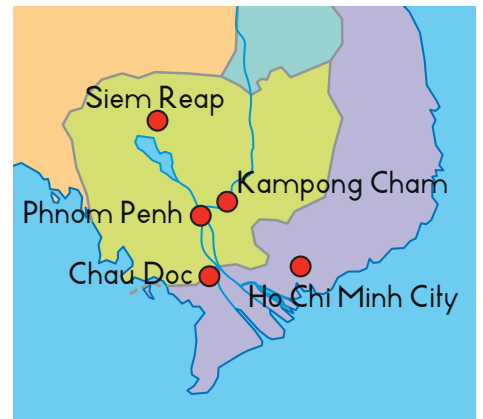 Siem Reap
Kampong Cham
Phnom Penh
Chau Doc
Ho Chi Minh City